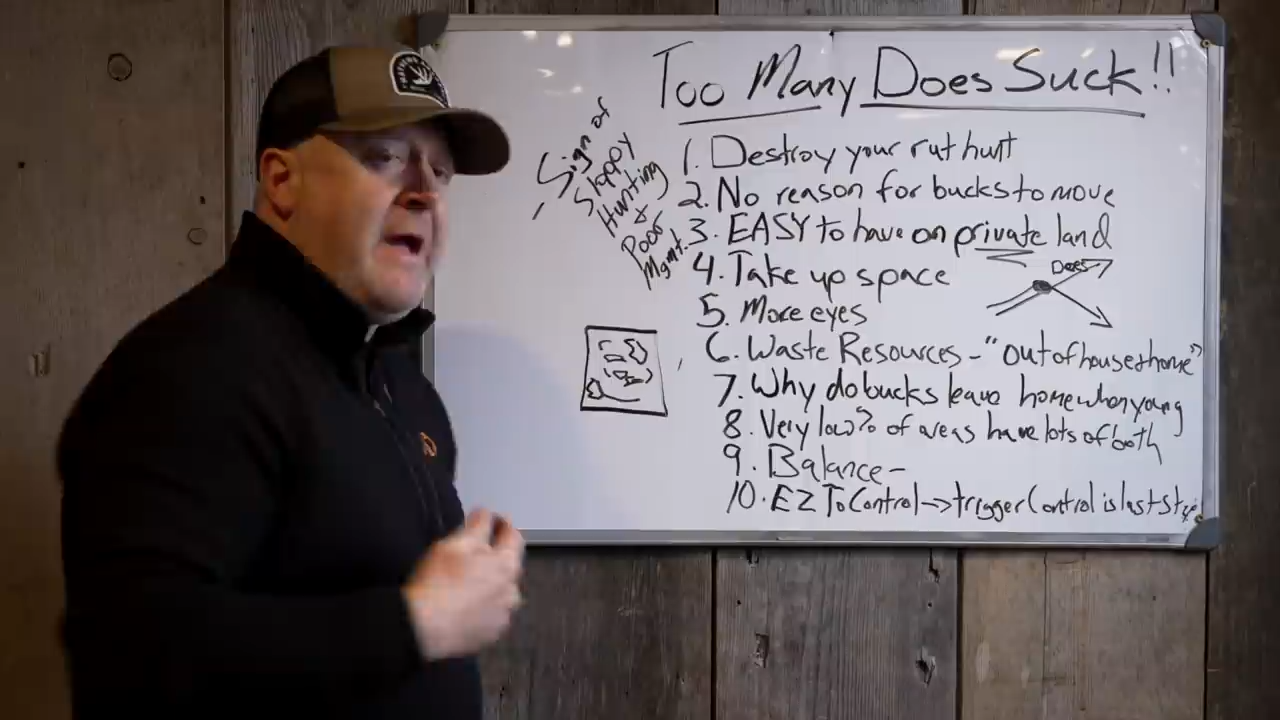 Too Many Does Suck!!
- Sign of
Sloppy
Hunting
+
Poor
Mgmt.
1. Destroy your rut hunt
2. No reason for bucks to move
3. EASY to have on private land
4. Take up space
Does
5. More eyes
6. Waste Resources - "out of house & home"
7. Why do bucks leave home when young
8. Very low % of areas have lots of both
9. Balance -
10. EZ To Control -> trigger Control is last